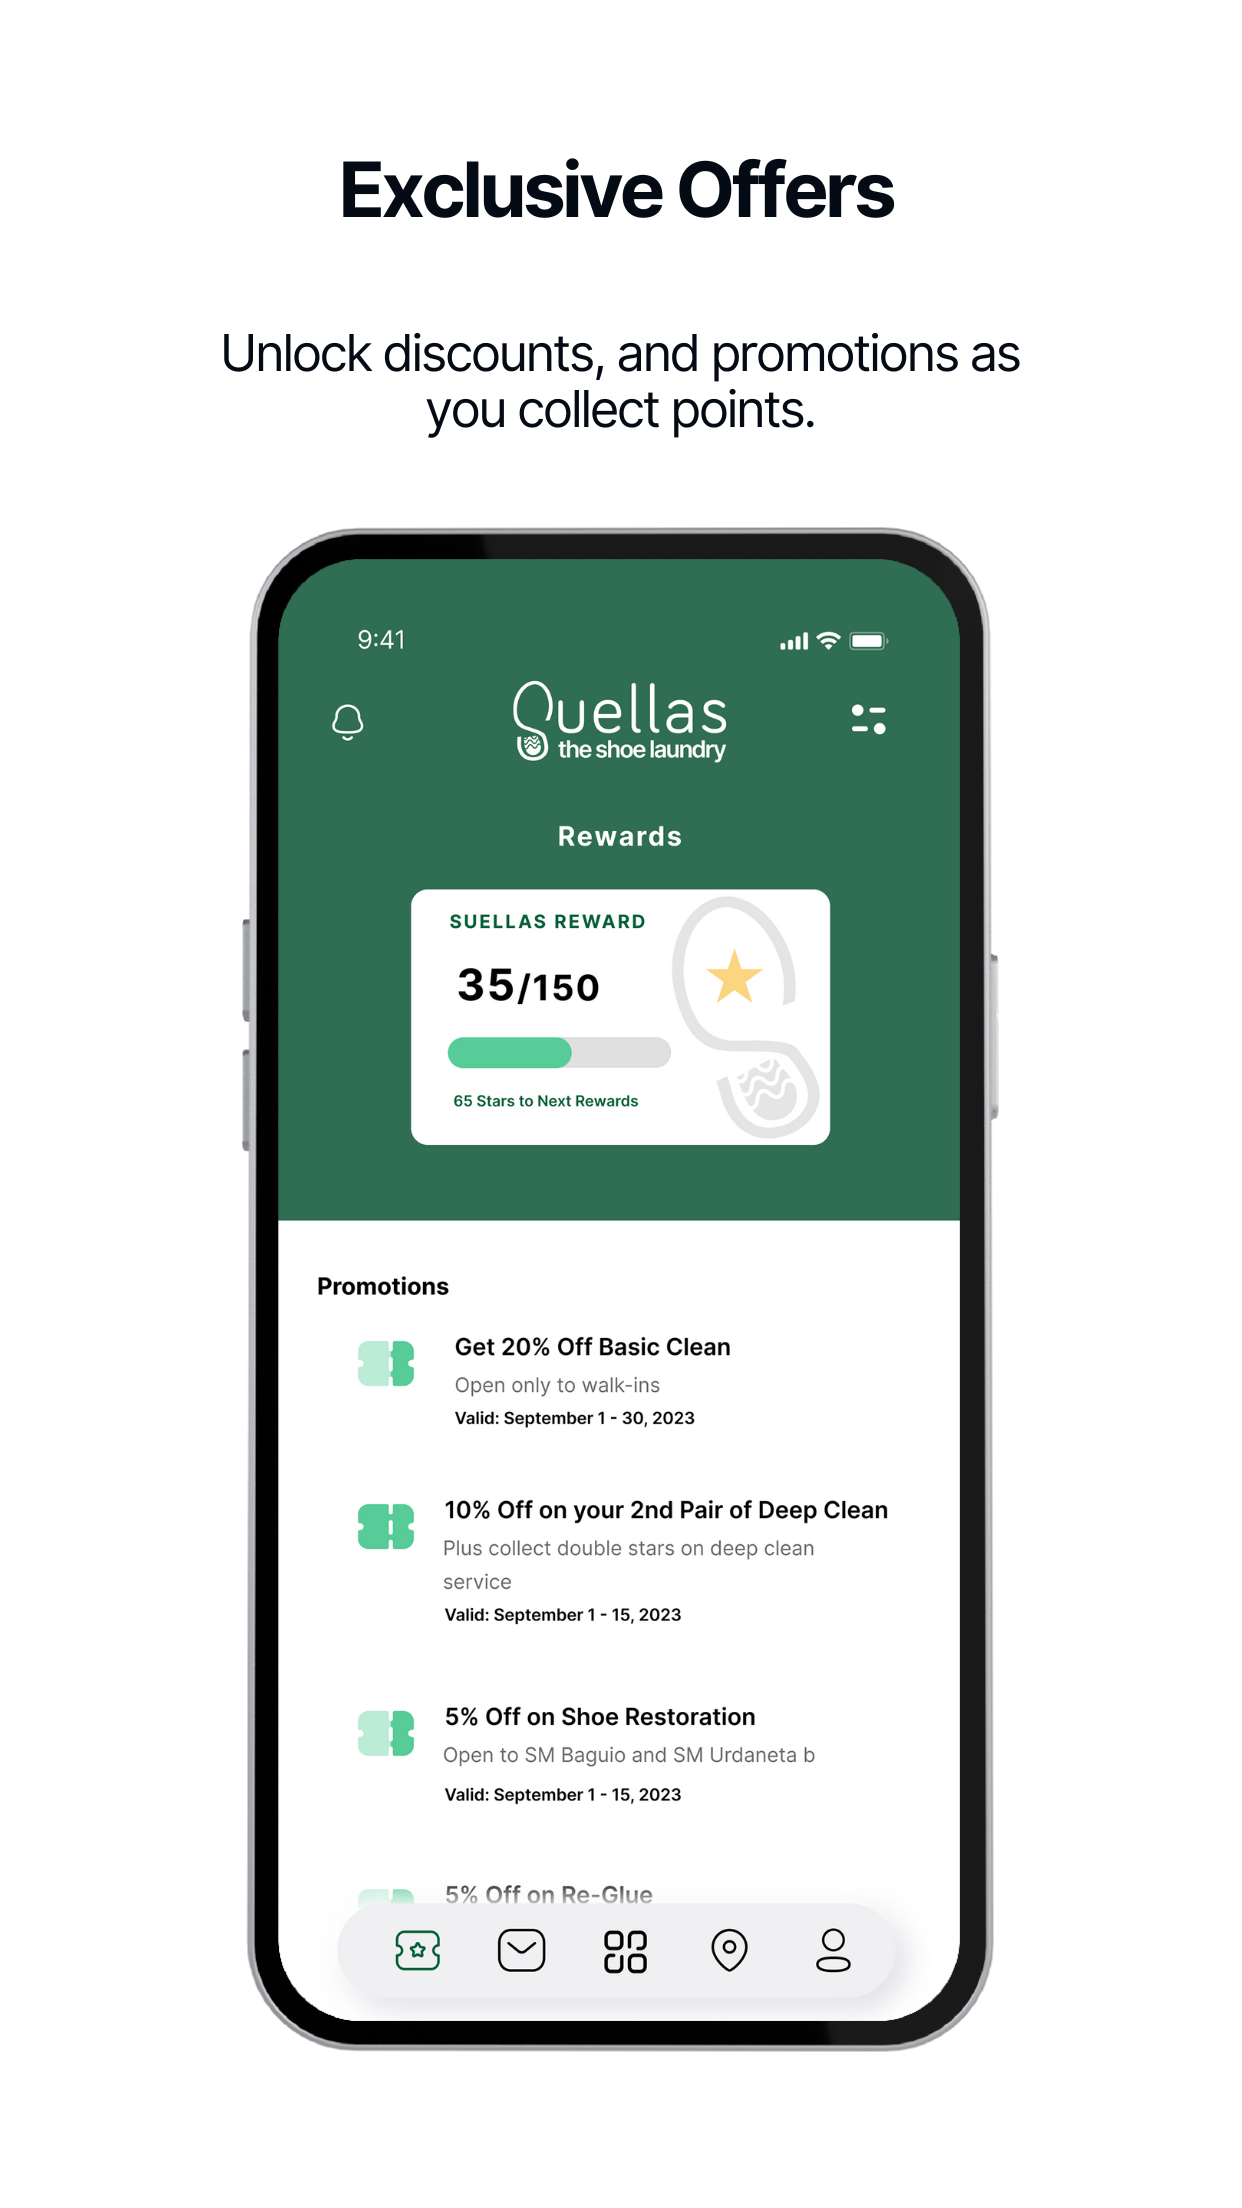 Exclusive Offers
Unlock discounts, and promotions as
you collect points.
9:41
Suellas
the shoe laundry
Rewards
SUELLAS REWARD
35/150
65 Stars to Next Rewards
Promotions
Get 20% Off Basic Clean
Open only to walk-ins
Valid: September 1 - 30, 2023
10% Off on your 2nd Pair of Deep Clean
Plus collect double stars on deep clean
service
Valid: September 1 - 15, 2023
5% Off on Shoe Restoration
Open to SM Baguio and SM Urdaneta b
Valid: September 1 - 15, 2023
5% Off on Re-Glue